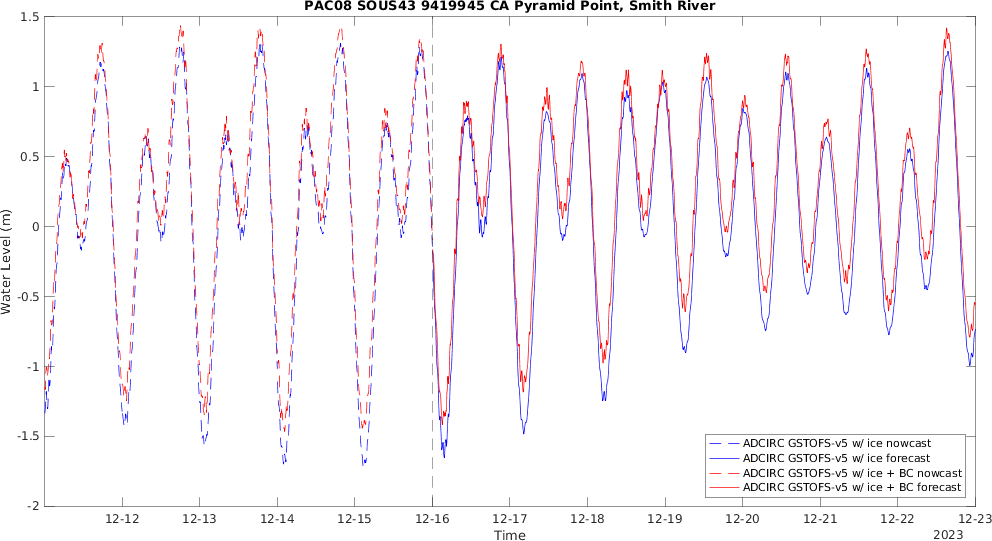 PAC08 SOUS43 9419945 CA Pyramid Point, Smith River
1.5
1
0.5
0
-0.5
-1
-1.5
-2
Water Level (m)
ADCIRC GSTOFS-v5 w/ ice nowcast
ADCIRC GSTOFS-v5 w/ ice forecast
ADCIRC GSTOFS-v5 w/ ice + BC nowcast
ADCIRC GSTOFS-v5 w/ ice + BC forecast
12-12 12-13 12-14 12-15 12-16 12-17 12-18 12-19 12-20 12-21 12-22 12-23
Time
2023